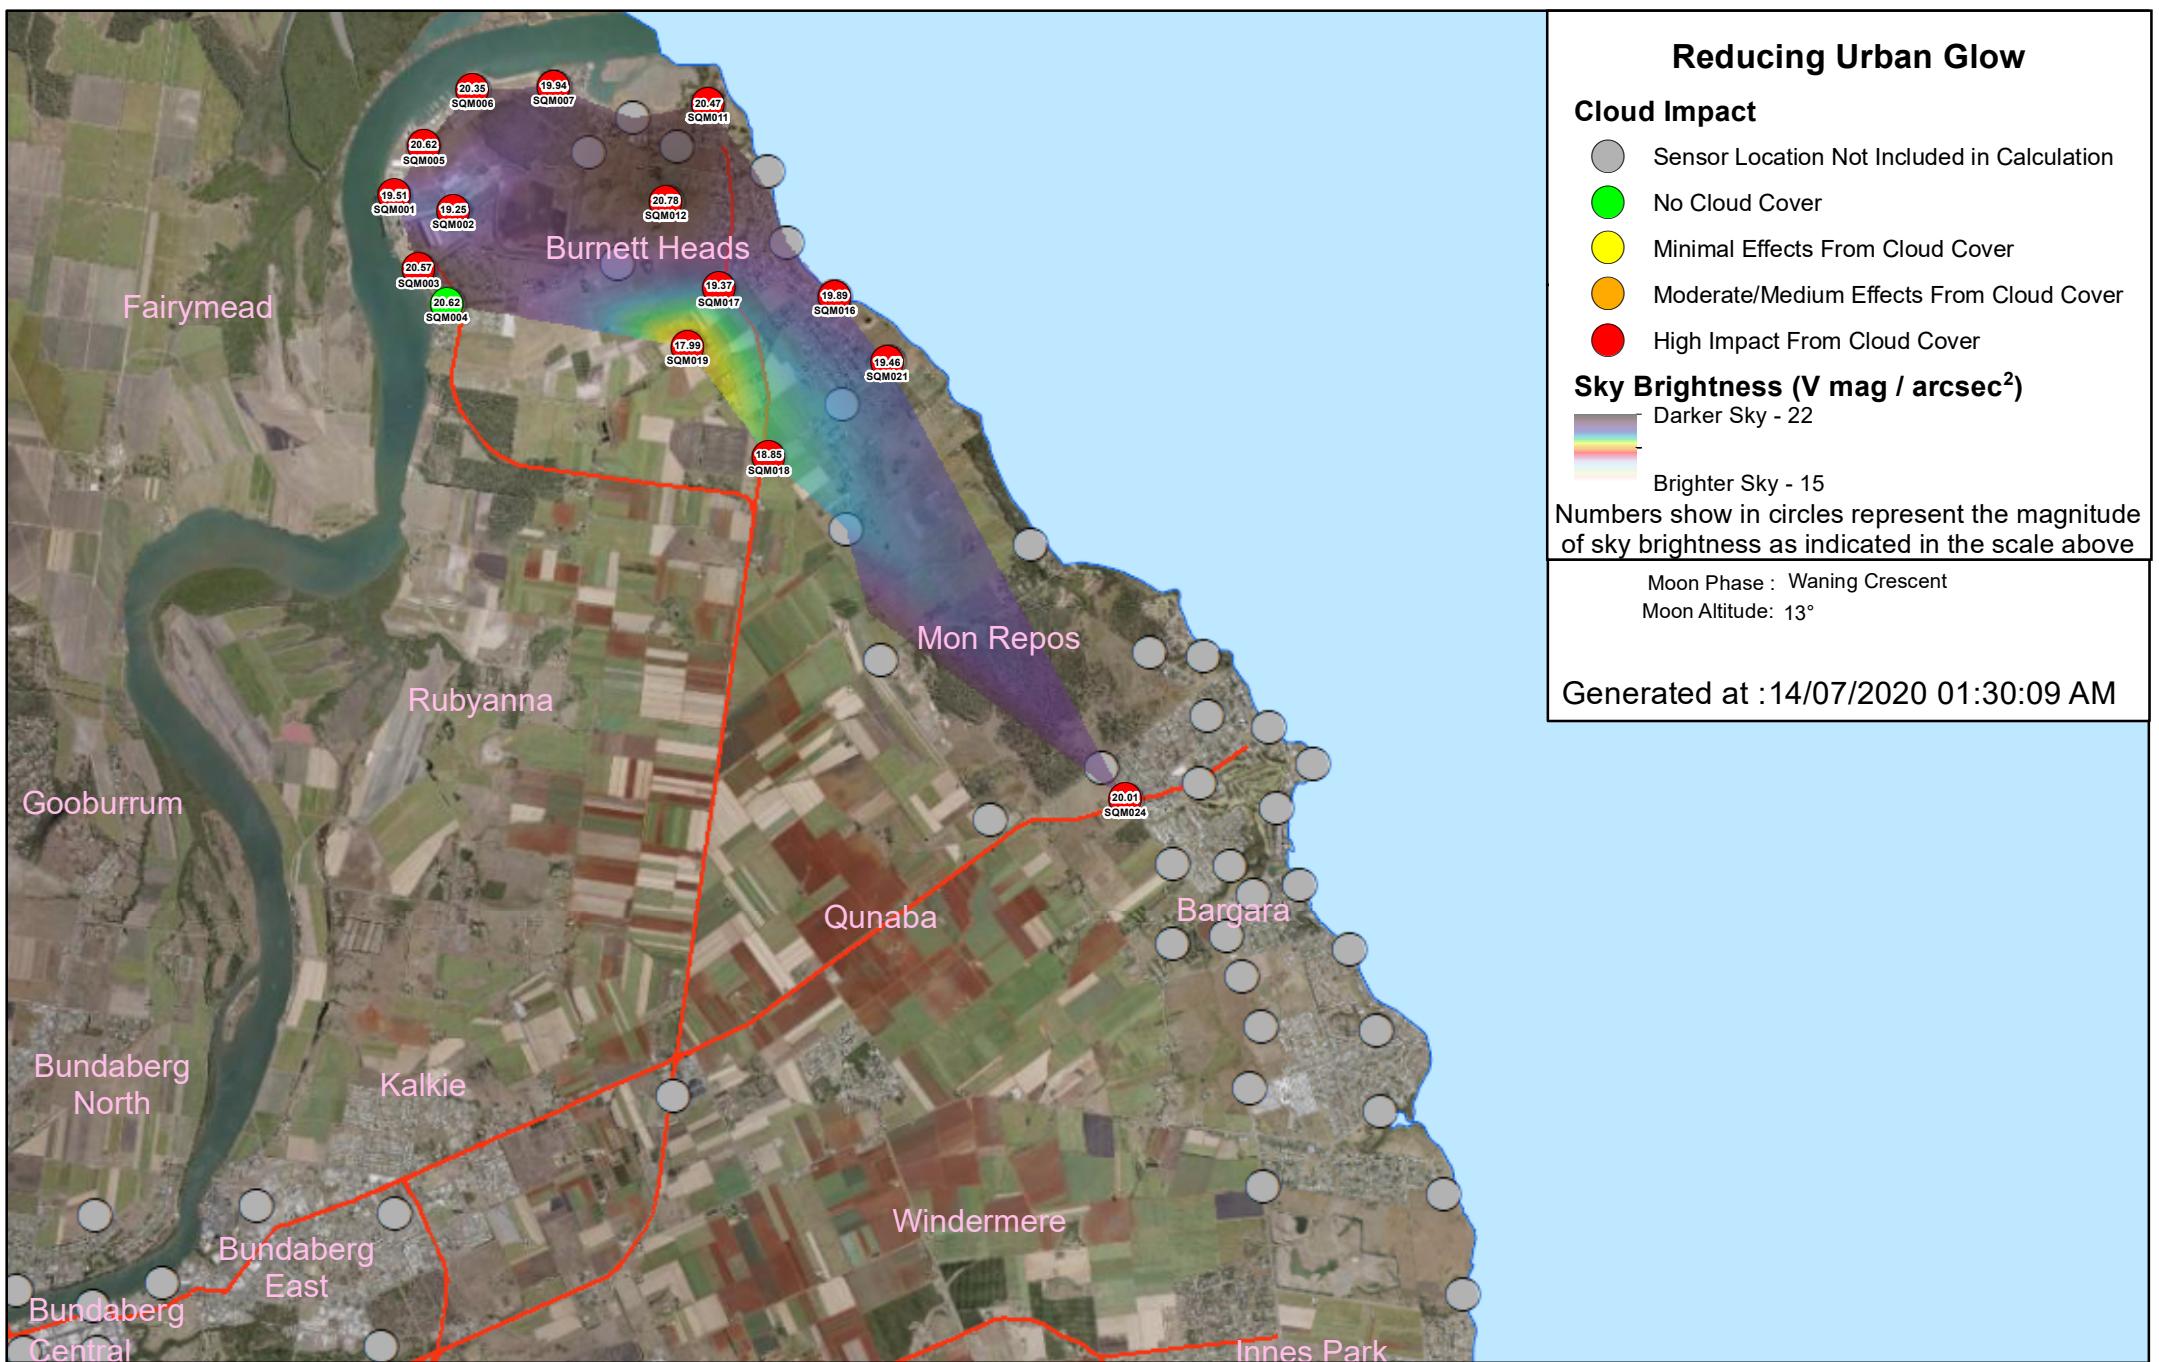 Reducing Urban Glow
Cloud Impact
Sensor Location Not Included in Calculation
No Cloud Cover
Minimal Effects From Cloud Cover
Moderate/Medium Effects From Cloud Cover
High Impact From Cloud Cover
Sky Brightness (V mag / arcsec²)
Darker Sky - 22
Brighter Sky - 15
Numbers show in circles represent the magnitude
of sky brightness as indicated in the scale above
Moon Phase : Waning Crescent
Moon Altitude: 13°
Generated at :14/07/2020 01:30:09 AM
20.35
SQM006
19.94
SQM007
20.47
SQM011
20.62
SQM005
19.51
SQM001
19.25
SQM002
20.78
SQM012
Burnett Heads
20.57
SQM003
20.62
SQM004
19.37
SQM017
19.89
SQM016
Fairymead
17.99
SQM019
19.46
SQM021
18.85
SQM018
Mon Repos
Rubyanna
Gooburrum
20.01
SQM024
Qunaba
Bargara
Bundaberg
North
Kalkie
Windermere
Bundaberg
East
Bundaberg
Central
Innes Park